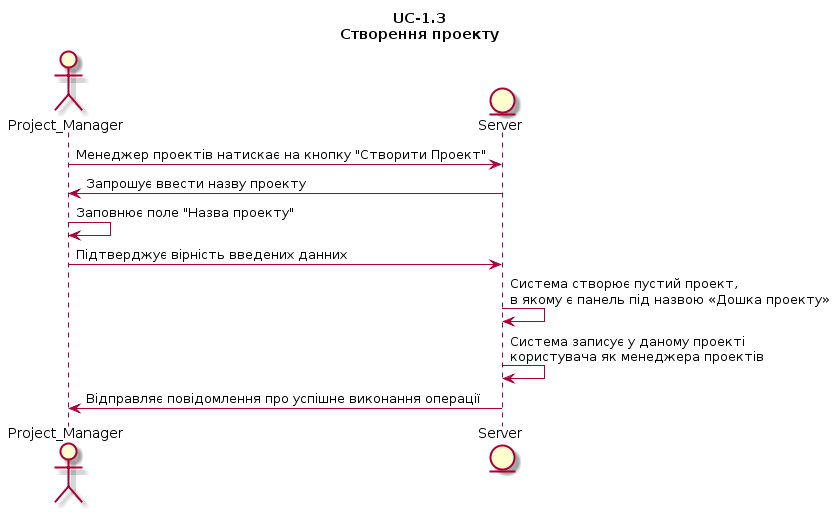 UC-1.3
Створення проекту
Project_Manager
Server
Менеджер проектів натискає на кнопку "Створити Проект"
Запрошує ввести назву проекту
Заповнює поле "Назва проекту"
Підтверджує вірність введених данних
Система створює пустий проект,
в якому є панель під назвою «Дошка проекту»
Система записує у даному проекті
користувача як менеджера проектів
Відправляє повідомлення про успішне виконання операції
Project_Manager
Server